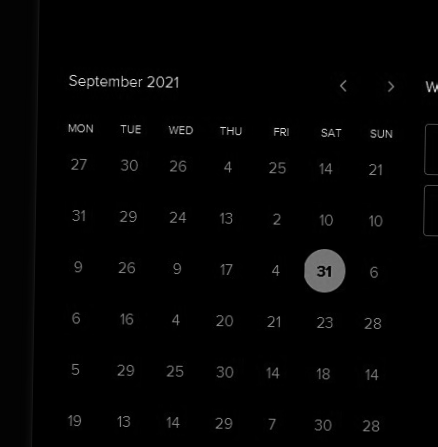 September 2021 < >
W
MON TUE WED THU FRI SAT SUN
27 30 26 4 25 14 21
31 29 24 13 2 10 10
9 26 9 17 4 31 6
6 16 4 20 21 23 28
5 29 25 30 14 18 14
19 13 14 29 7 30 28